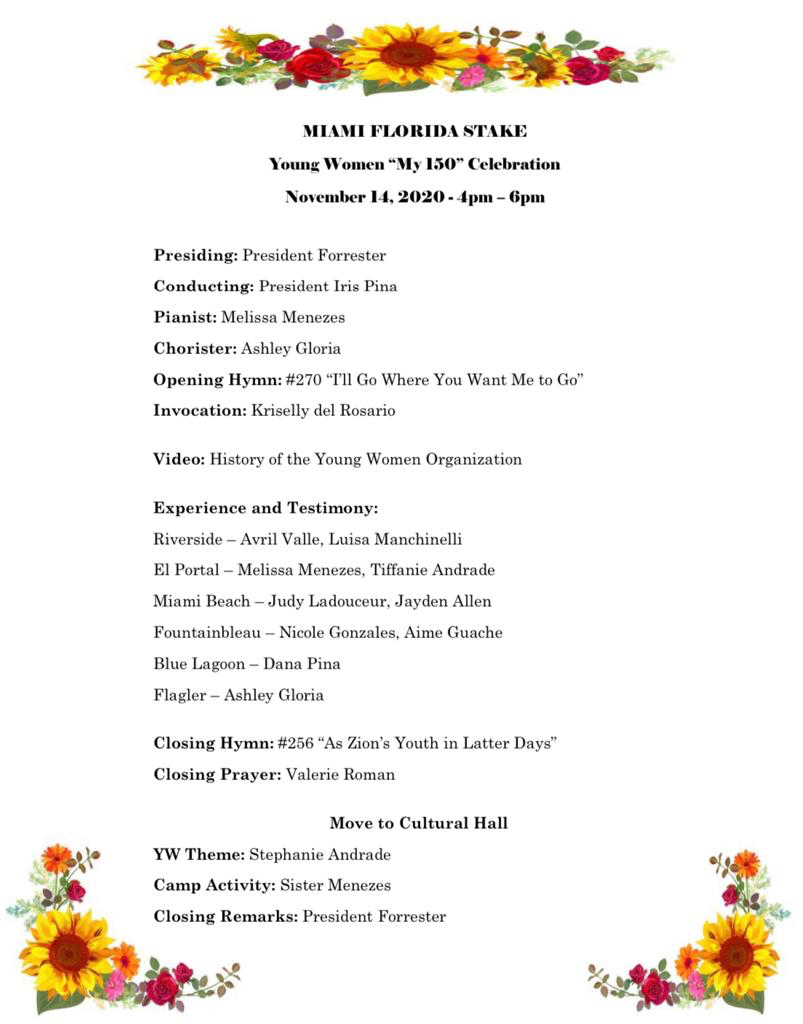 MIAMI FLORIDA STAKE
Young Women “My 150” Celebration
November 14, 2020 - 4pm – 6pm
Presiding: President Forrester
Conducting: President Iris Pina
Pianist: Melissa Menezes
Chorister: Ashley Gloria
Opening Hymn: #270 “I’ll Go Where You Want Me to Go”
Invocation: Kriselly del Rosario
Video: History of the Young Women Organization
Experience and Testimony:
Riverside – Avril Valle, Luisa Manchinelli
El Portal – Melissa Menezes, Tiffanie Andrade
Miami Beach – Judy Ladouceur, Jayden Allen
Fountainbleau – Nicole Gonzales, Aime Guache
Blue Lagoon – Dana Pina
Flagler – Ashley Gloria
Closing Hymn: #256 “As Zion’s Youth in Latter Days”
Closing Prayer: Valerie Roman
Move to Cultural Hall
YW Theme: Stephanie Andrade
Camp Activity: Sister Menezes
Closing Remarks: President Forrester